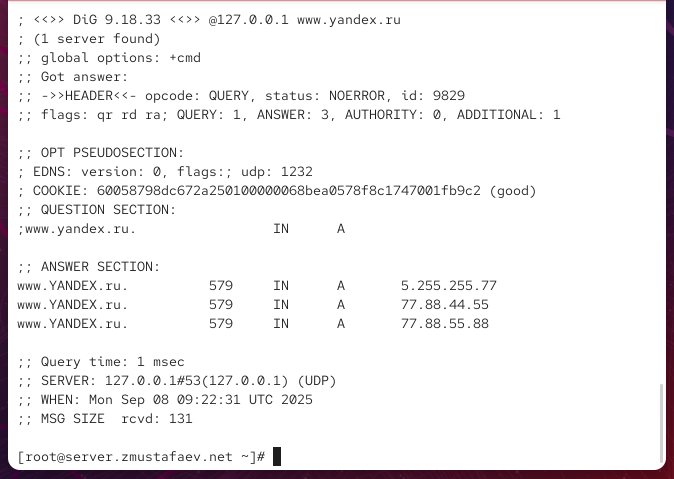 ; <<>> DiG 9.18.33 <<>> @127.0.0.1 www.yandex.ru
; (1 server found)
;; global options: +cmd
;; Got answer:
;; ->>HEADER<<- opcode: QUERY, status: NOERROR, id: 9829
;; flags: qr rd ra; QUERY: 1, ANSWER: 3, AUTHORITY: 0, ADDITIONAL: 1

;; OPT PSEUDOSECTION:
; EDNS: version: 0, flags:; udp: 1232
; COOKIE: 60058798dc672a250100000068bea0578f8c1747001fb9c2 (good)
;; QUESTION SECTION:
;www.yandex.ru.                 IN      A

;; ANSWER SECTION:
www.YANDEX.ru.          579     IN      A       5.255.255.77
www.YANDEX.ru.          579     IN      A       77.88.44.55
www.YANDEX.ru.          579     IN      A       77.88.55.88

;; Query time: 1 msec
;; SERVER: 127.0.0.1#53(127.0.0.1) (UDP)
;; WHEN: Mon Sep 08 09:22:31 UTC 2025
;; MSG SIZE  rcvd: 131

[root@server.zmustafaev.net ~]#